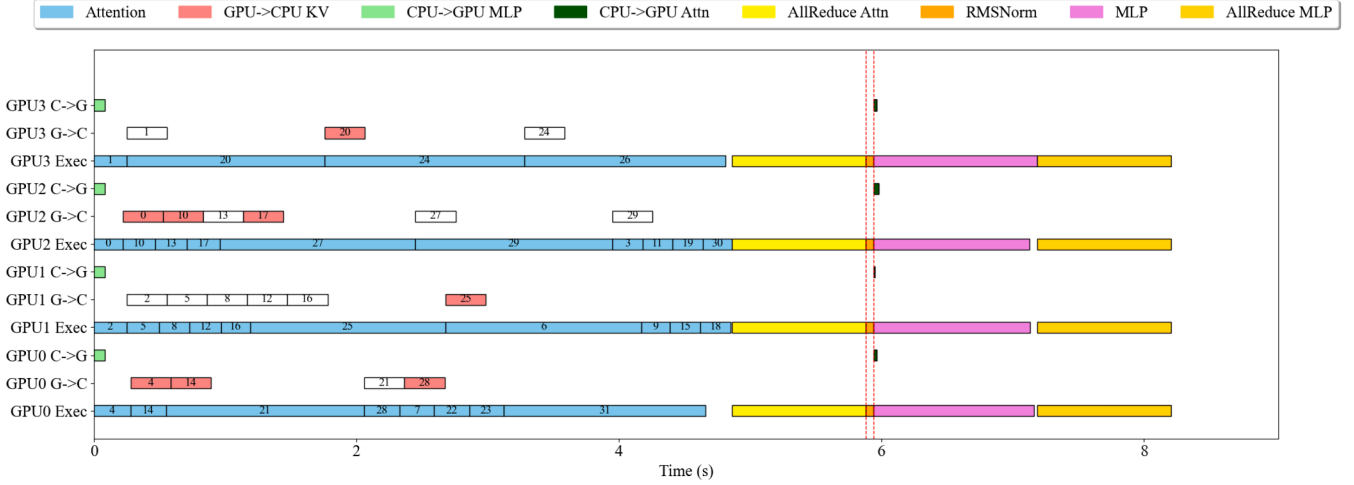 Attention GPU->CPU KV CPU->GPU MLP CPU->GPU Attn AllReduce Attn RMSNorm MLP AllReduce MLP
GPU3 C->G
GPU3 G->C 1 20 24
GPU3 Exec 1 20 24 26
GPU2 C->G
GPU2 G->C 0 10 13 17 27 29
GPU2 Exec 0 10 13 17 27 29 3 11 19 30
GPU1 C->G
GPU1 G->C 2 5 8 12 16 25
GPU1 Exec 2 5 8 12 16 25 6 9 15 18
GPU0 C->G
GPU0 G->C 4 14 21 28
GPU0 Exec 4 14 21 28 7 22 23 31
0 2 4 6 8
Time (s)